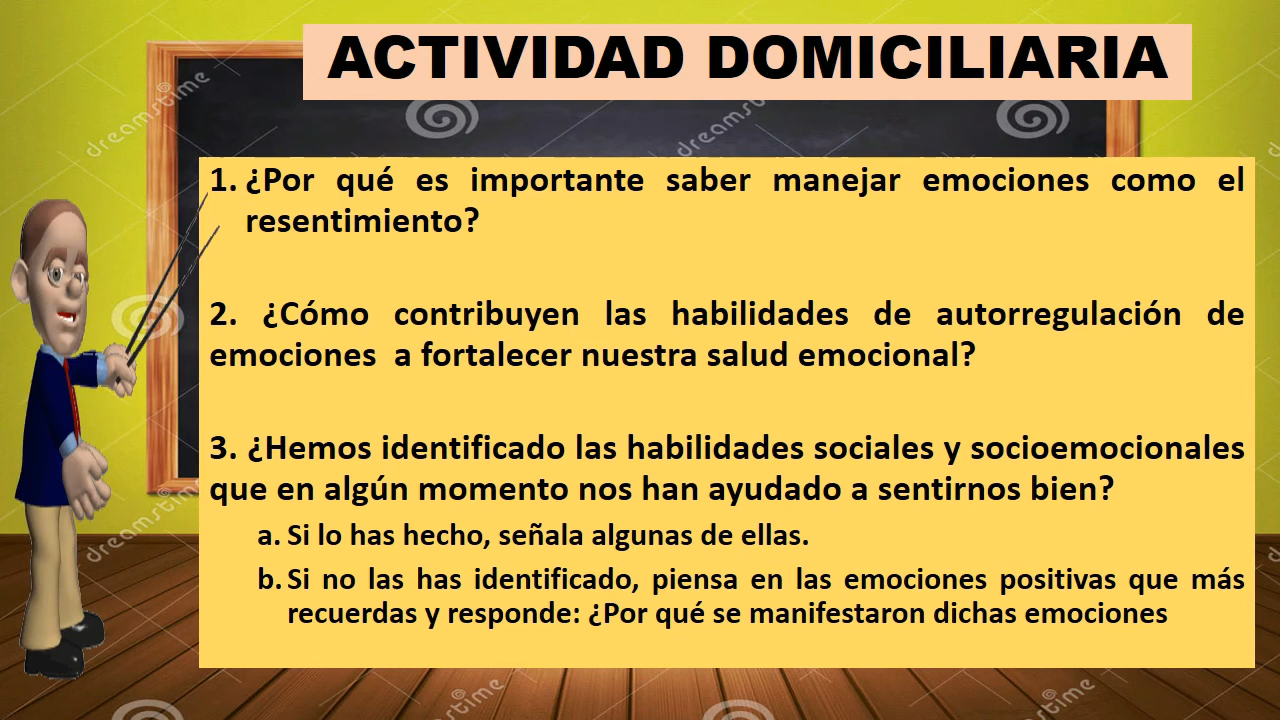 ACTIVIDAD DOMICILIARIA
1. ¿Por qué es importante saber manejar emociones como el
resentimiento?
2. ¿Cómo contribuyen las habilidades de autorregulación de
emociones a fortalecer nuestra salud emocional?
3. ¿Hemos identificado las habilidades sociales y socioemocionales
que en algún momento nos han ayudado a sentirnos bien?
a. Si lo has hecho, señala algunas de ellas.
b. Si no las has identificado, piensa en las emociones positivas que más
recuerdas y responde: ¿Por qué se manifestaron dichas emociones
dreamstime
dreamstime